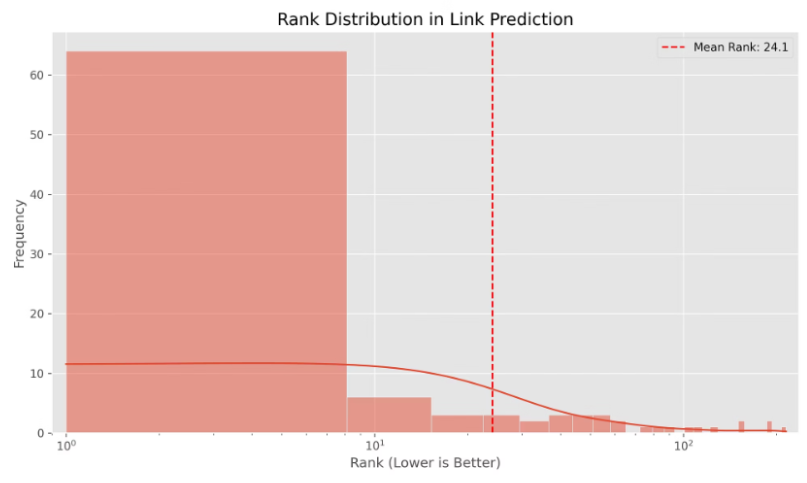 Rank Distribution in Link Prediction
Mean Rank: 24.1
Frequency
60
50
40
30
20
10
0
10⁰
10¹
10²
Rank (Lower is Better)